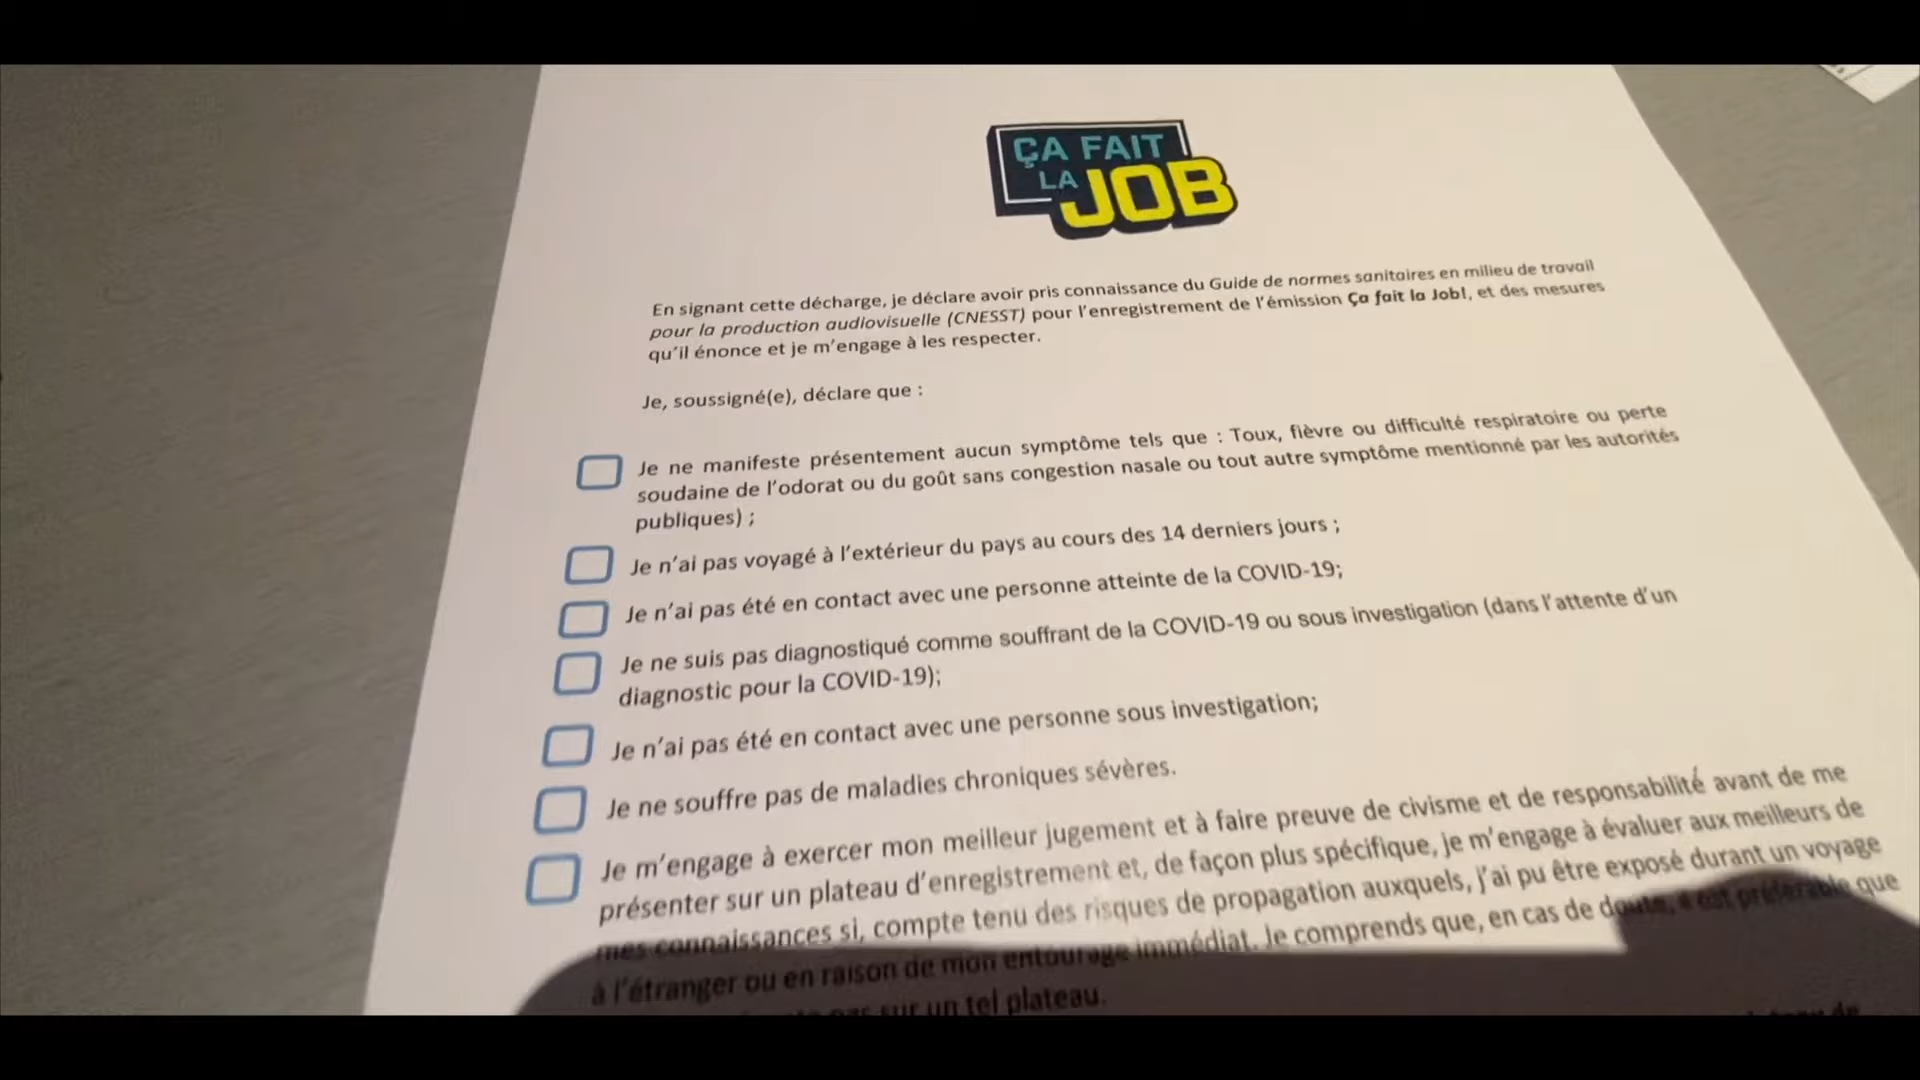 ÇA FAIT
LA JOB
En signant cette décharge, je déclare avoir pris connaissance du Guide de normes sanitaires en milieu de travail
pour la production audiovisuelle (CNESST) pour l'enregistrement de l'émission Ça fait la Job!, et des mesures
qu'il énonce et je m'engage à les respecter.
Je, soussigné(e), déclare que :
Je ne manifeste présentement aucun symptôme tels que : Toux, fièvre ou difficulté respiratoire ou perte
soudaine de l'odorat ou du goût sans congestion nasale ou tout autre symptôme mentionné par les autorités
publiques) ;
Je n'ai pas voyagé à l'extérieur du pays au cours des 14 derniers jours ;
Je n'ai pas été en contact avec une personne atteinte de la COVID-19;
Je ne suis pas diagnostiqué comme souffrant de la COVID-19 ou sous investigation (dans l'attente d'un
diagnostic pour la COVID-19);
Je n'ai pas été en contact avec une personne sous investigation;
Je ne souffre pas de maladies chroniques sévères.
Je m'engage à exercer mon meilleur jugement et à faire preuve de civisme et de responsabilité avant de me
présenter sur un plateau d'enregistrement et, de façon plus spécifique, je m'engage à évaluer aux meilleurs de
mes connaissances si, compte tenu des risques de propagation auxquels, j'ai pu être exposé durant un voyage
à l'étranger ou en raison de mon entourage immédiat. Je comprends que, en cas de doute, il est préférable que
pas sur un tel plateau.